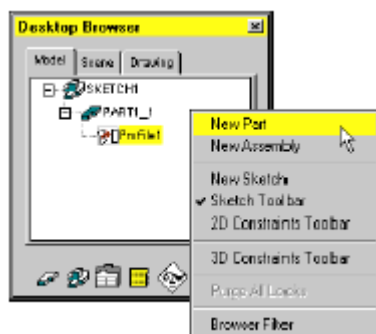 Desktop Browser
Model Scene Drawing
SKETCH1
PART1_1
Profile1
New Part
New Assembly
New Sketch
Sketch Toolbar
2D Constraints Toolbar
3D Constraints Toolbar
Purge All Locks
Browser Filter